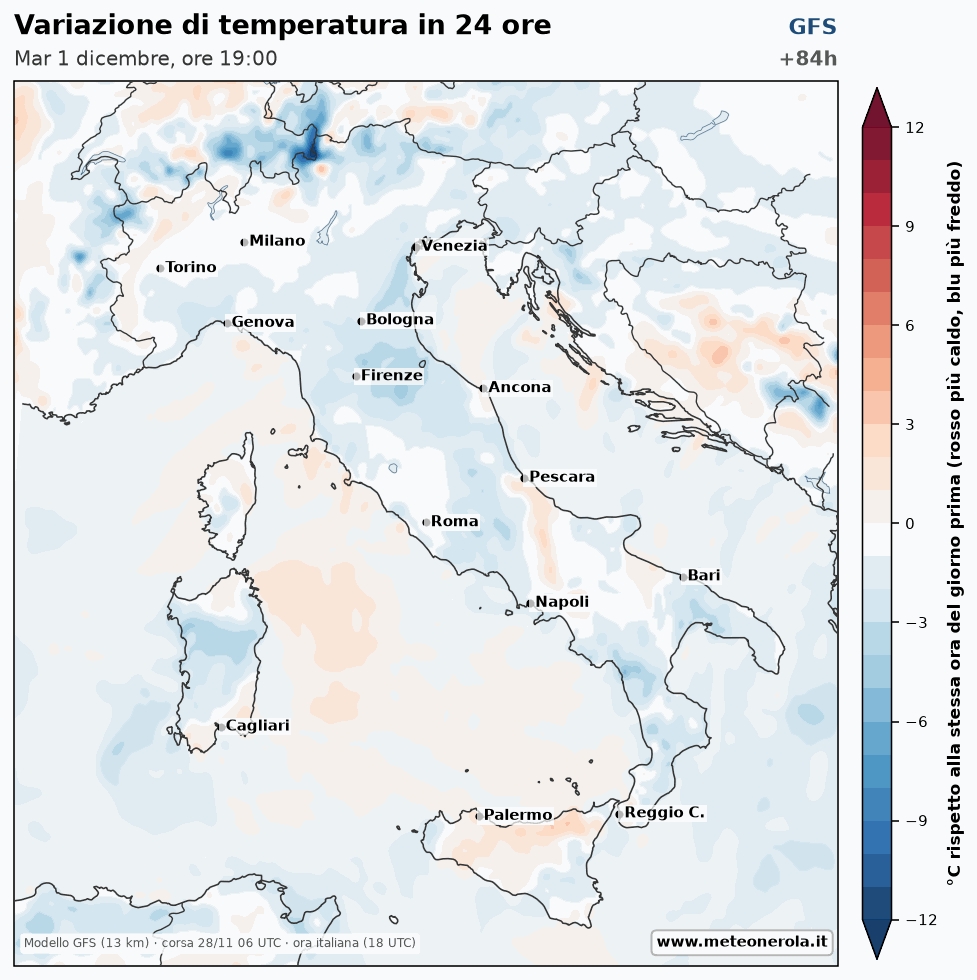 Variazione di temperatura in 24 ore
GFS
Mar 1 dicembre, ore 19:00
+84h
Milano
Venezia
Torino
Genova
Bologna
Firenze
Ancona
Pescara
Roma
Bari
Napoli
Cagliari
Palermo
Reggio C.
12
9
6
3
0
−3
−6
−9
−12
°C rispetto alla stessa ora del giorno prima (rosso più caldo, blu più freddo)
Modello GFS (13 km) · corsa 28/11 06 UTC · ora italiana (18 UTC)
www.meteonerola.it